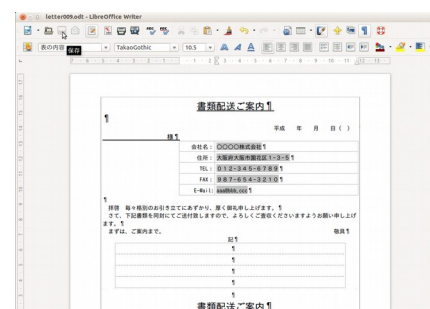 letter009.odt - LibreOffice Writer
表の内容
TakaoGothic
10.5
保存
書類配送ご案内¶
¶
平成 年 月 日( )
様¶
会社名: 〇〇〇〇株式会社¶
住所: 大阪府大阪市園花区1-3-5¶
TEL: 012-345-6789¶
FAX: 987-654-3210¶
E-Mail: aaa@bbb,ccc¶
¶
拝啓 毎々格別のお引き立てにあずかり、厚く御礼申し上げます。¶
さて、下記書類を同封にてご送付致しますので、よろしくご査収くださいますようお願い申し上げ
ます。¶
まずは、ご案内まで。 敬具¶
記¶
¶
¶
¶
¶
¶
書類配送ご案内¶